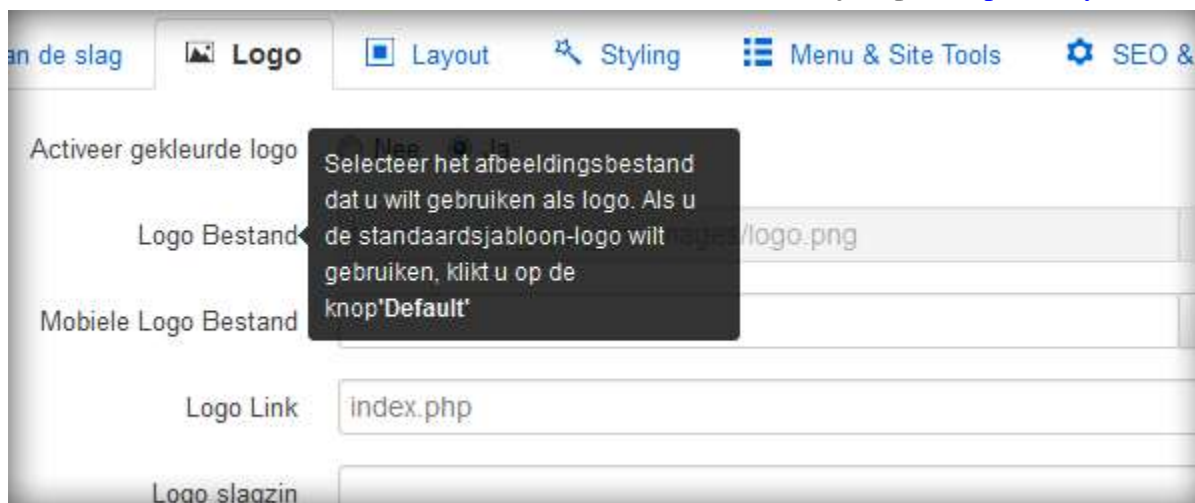 an de slag Logo Layout Styling Menu & Site Tools SEO &
Activeer gekleurde logo Nee Ja
Selecteer het afbeeldingsbestand
dat u wilt gebruiken als logo. Als u
Logo Bestand de standaardsjabloon-logo wilt /logo.png
gebruiken, klikt u op de
knop'Default'
Mobiele Logo Bestand
Logo Link index.php
Logo slagzin